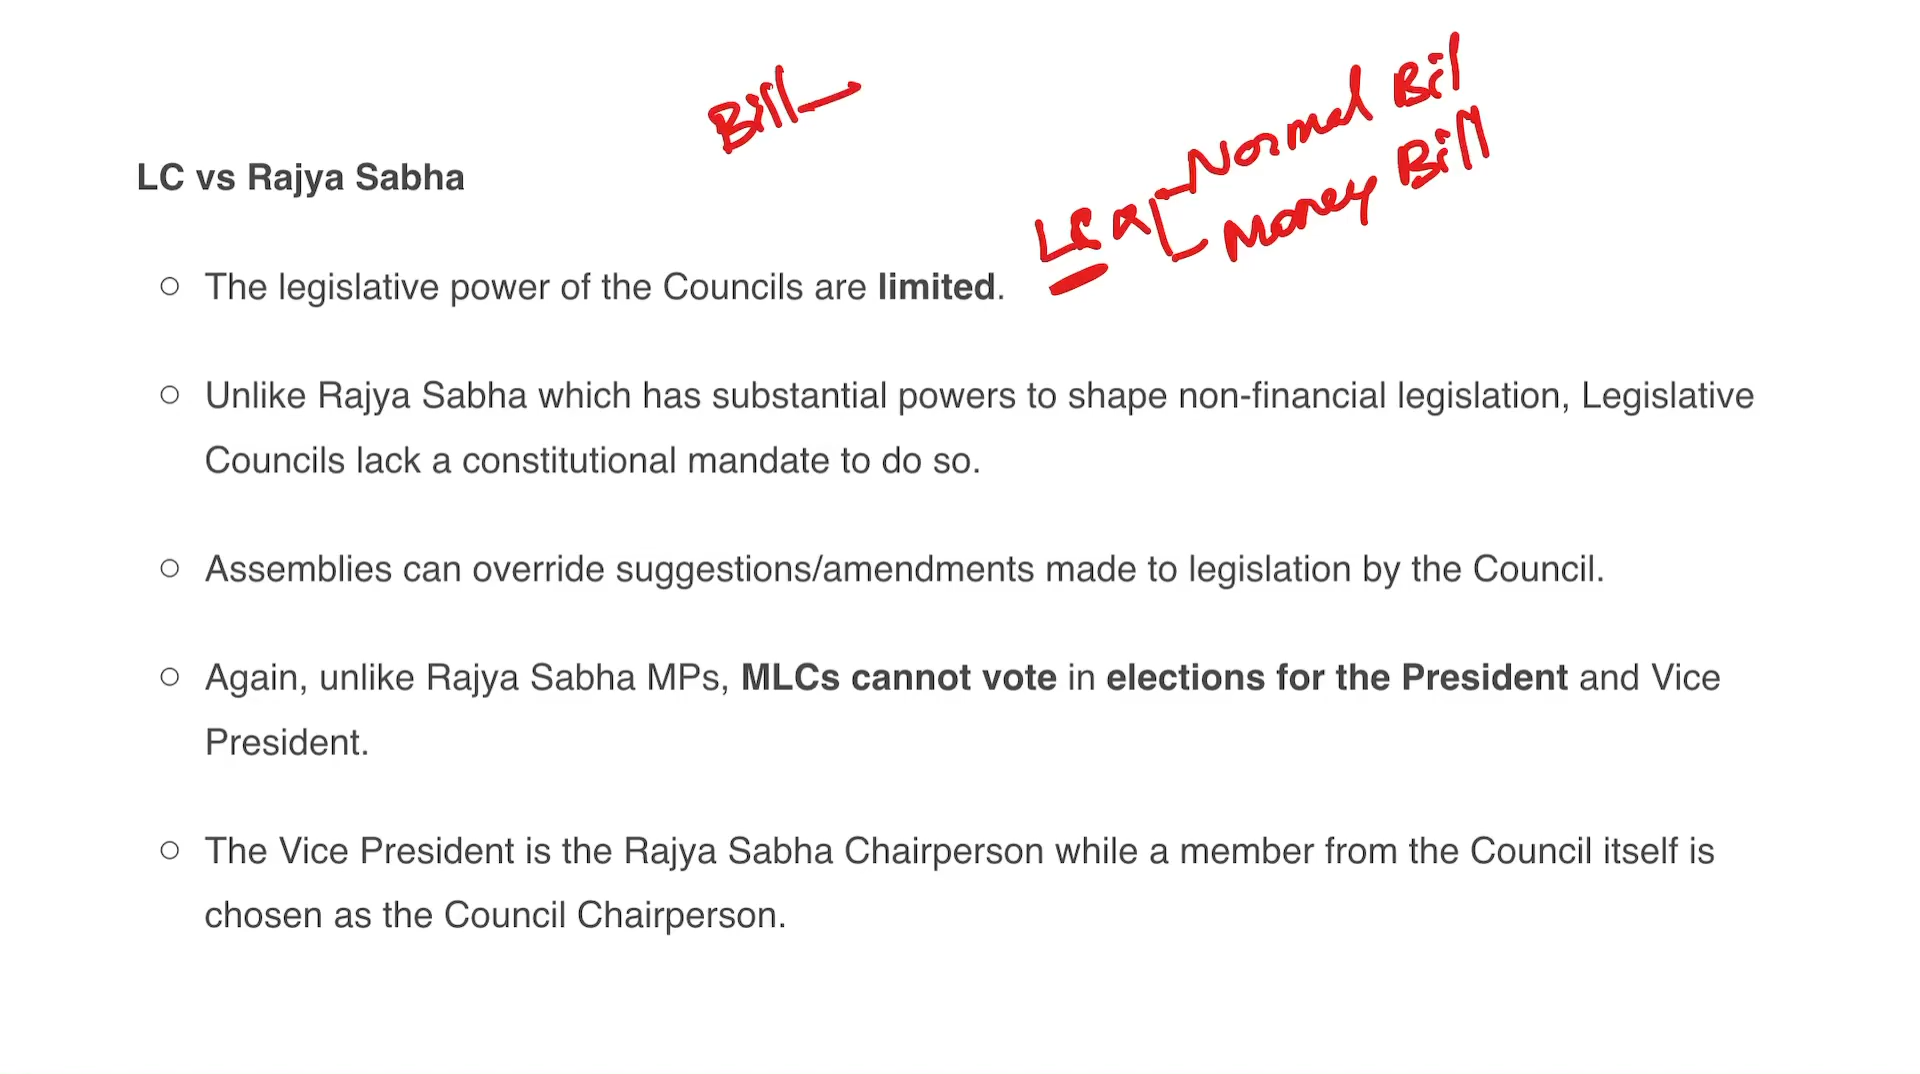 Bill
Normal Bil
Money Bill
LC
LC vs Rajya Sabha
The legislative power of the Councils are limited.
Unlike Rajya Sabha which has substantial powers to shape non-financial legislation, Legislative
Councils lack a constitutional mandate to do so.
Assemblies can override suggestions/amendments made to legislation by the Council.
Again, unlike Rajya Sabha MPs, MLCs cannot vote in elections for the President and Vice
President.
The Vice President is the Rajya Sabha Chairperson while a member from the Council itself is
chosen as the Council Chairperson.